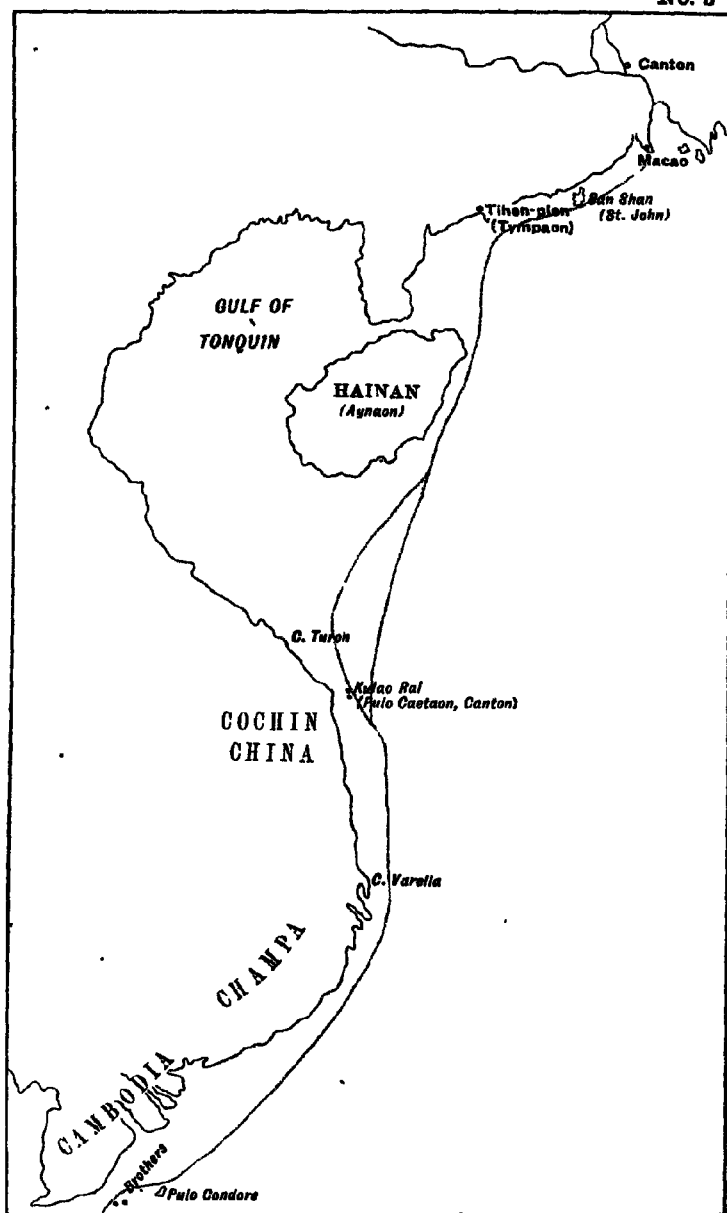 Canton
Macao
San Shan
(St. John)
Tihen-pien
(Tympaon)
GULF OF
TONQUIN
HAINAN
(Aynaon)
C. Turon
Kulao Rai
(Pulo Caetaon, Canton)
COCHIN
CHINA
C. Varella
CHAMPA
CAMBODIA
Brothers
Pulo Condore